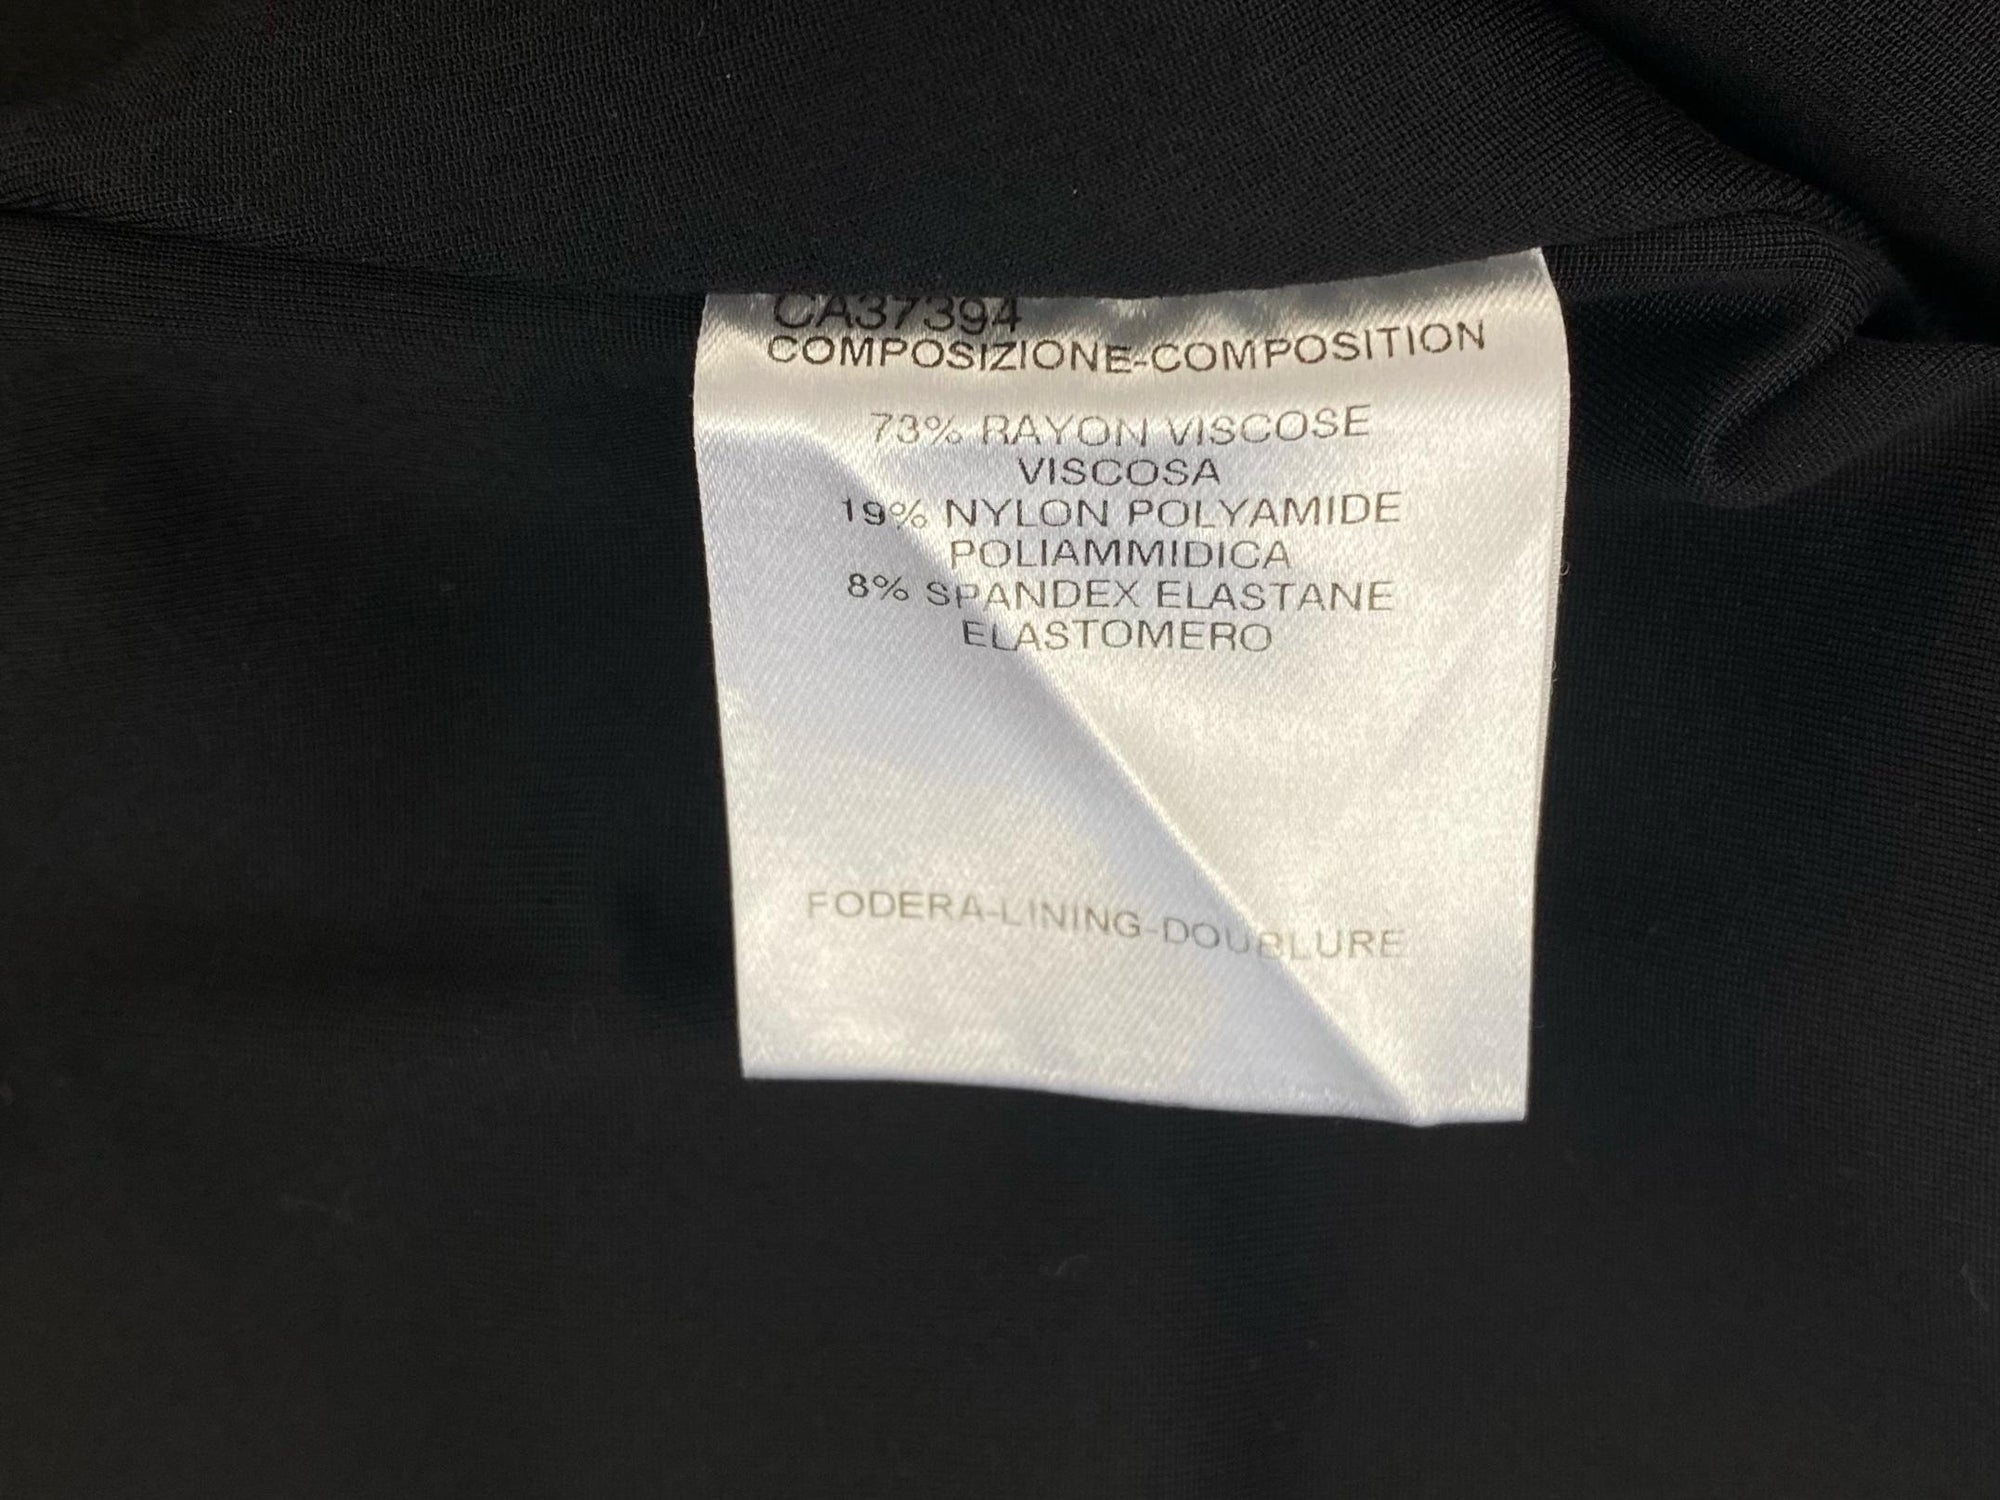 CA37394
COMPOSIZIONE-COMPOSITION
73% RAYON VISCOSE
VISCOSA
19% NYLON POLYAMIDE
POLIAMMIDICA
8% SPANDEX ELASTANE
ELASTOMERO
FODERA-LINING-DOUBLURE